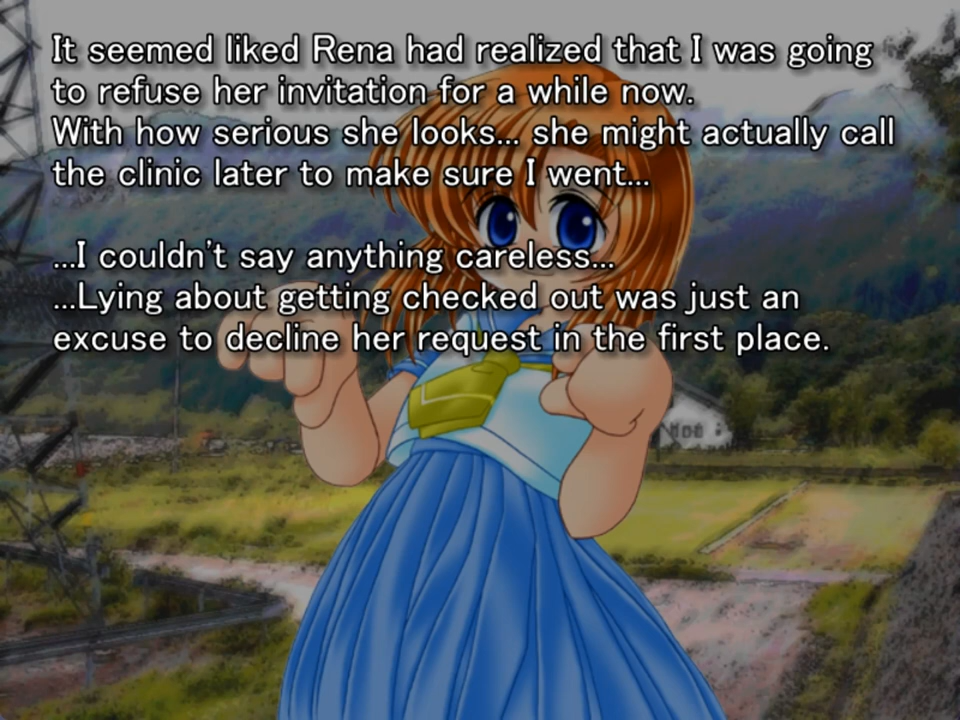 It seemed liked Rena had realized that I was going
to refuse her invitation for a while now.
With how serious she looks... she might actually call
the clinic later to make sure I went...
...I couldn't say anything careless...
...Lying about getting checked out was just an
excuse to decline her request in the first place.